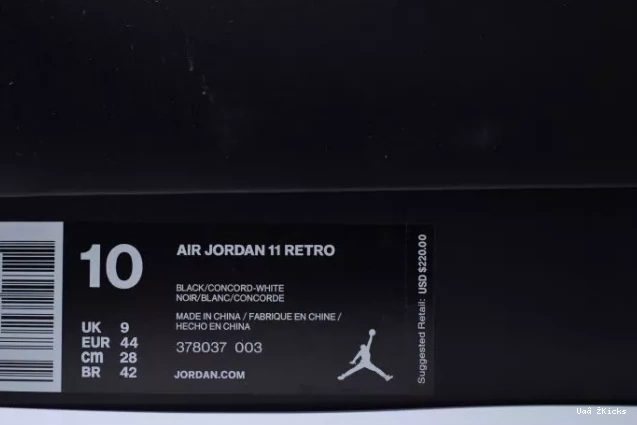 10
AIR JORDAN 11 RETRO
BLACK/CONCORD-WHITE
NOIR/BLANC/CONCORDE
MADE IN CHINA / FABRIQUE EN CHINE /
HECHO EN CHINA
378037 003
JORDAN.COM
UK 9
EUR 44
cm 28
BR 42
Suggested Retail: USD $220.00